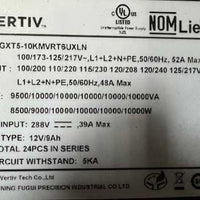 VERTIV
c UL US
LISTED
NOM
GXT5-10KMVRT6UXLN
100/173-125/217V~,L1+L2+N+PE,50/60Hz, 52A Max
100/200 110/220 115/230 120/208 120/240 125/217V~
L1+L2+N+PE,50/60Hz,48A Max
9500/10000/10000/10000/10000/10000VA
8500/9000/10000/10000/10000/10000W
INPUT: 288V ⎓,39A Max
TYPE: 12V/9Ah
TOTAL 24PCS IN SERIES
CIRCUIT WITHSTAND: 5KA
Vertiv Tech Co., Ltd
FUGUI PRECISION INDUSTRIAL CO LTD